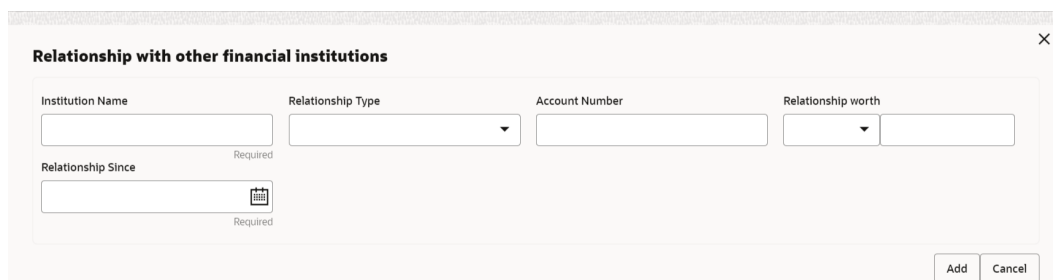 Relationship with other financial institutions
Institution Name Relationship Type Account Number Relationship worth
Required
Relationship Since
Required
Add Cancel